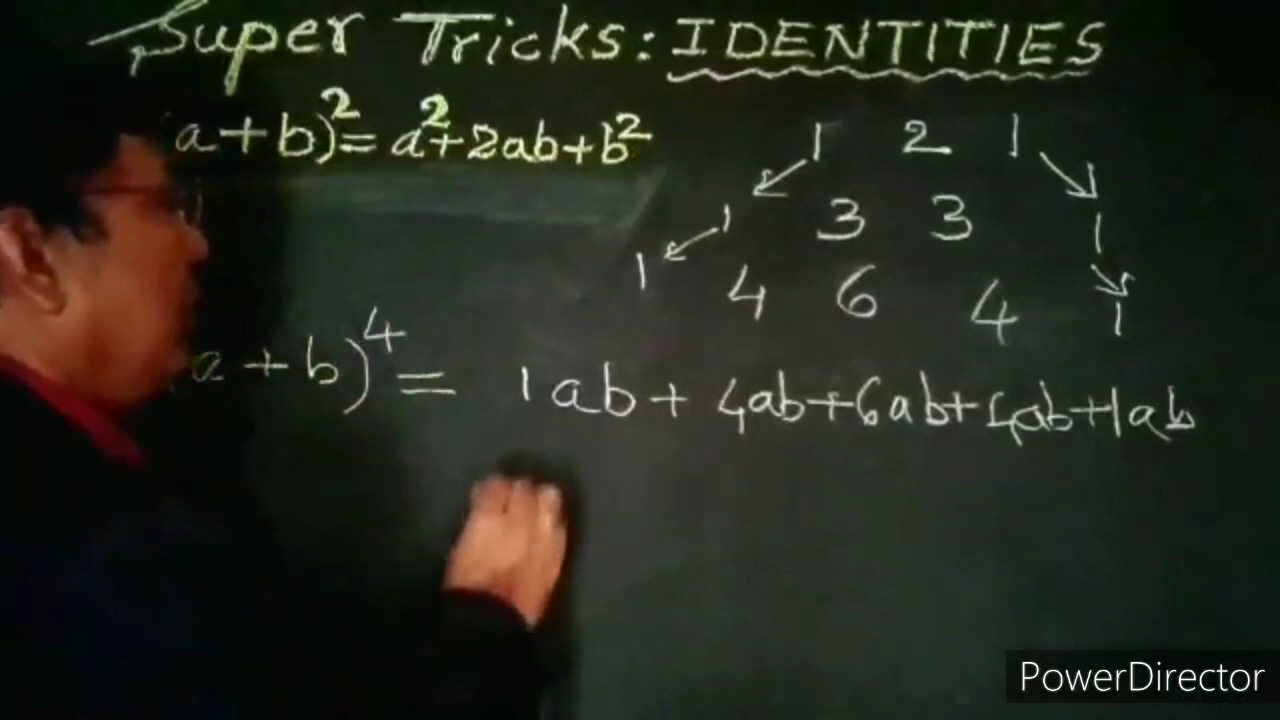 Super Tricks: IDENTITIES
a+b)²= a²+2ab+b²
1 2 1
1 3 3 1
1 4 6 4 1
a+b)⁴= 1ab+4ab+6ab+4ab+1ab
PowerDirector